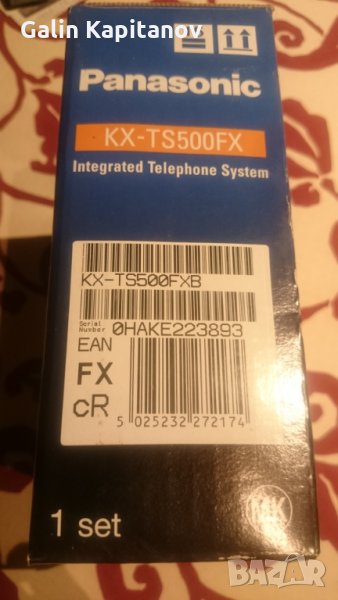 Galin Kapitanov
Panasonic
KX-TS500FX
Integrated Telephone System
KX-TS500FXB
Serial
Number
0HAKE223893
EAN
FX
cR
5 025232 272174
1 set
BAZAR